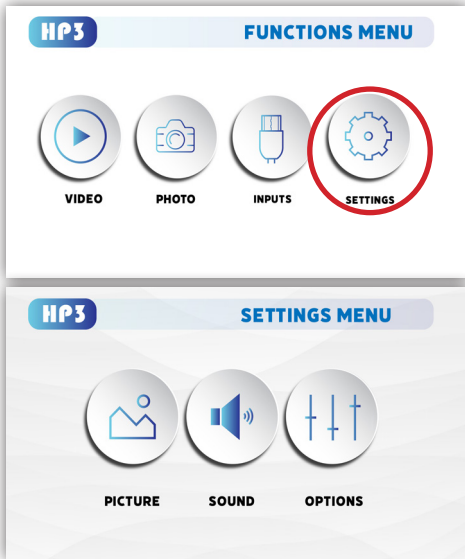 HP3 FUNCTIONS MENU
VIDEO PHOTO INPUTS SETTINGS
HP3 SETTINGS MENU
PICTURE SOUND OPTIONS